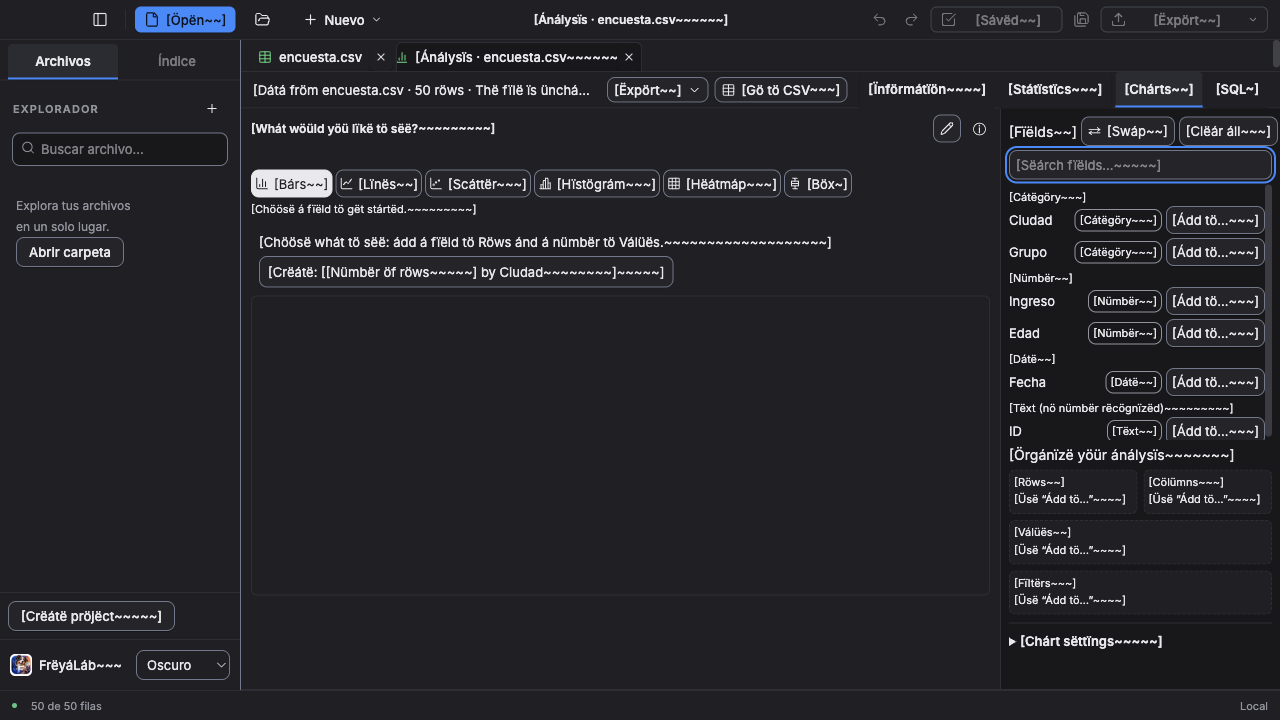 [Öpën~~]
Nuevo
[Ánálysïs · encuesta.csv~~~~~~]
[Sávëd~~]
[Ëxpört~~]
Archivos
Índice
encuesta.csv
[Ánálysïs · encuesta.csv~~~~~~
[Dátá fröm encuesta.csv · 50 röws · Thë fïlë ïs ünchá...
[Ëxpört~~]
[Gö tö CSV~~~]
[Ïnförmátïön~~~~]
[Státïstïcs~~~]
[Chárts~~]
[SQL~]
EXPLORADOR
Buscar archivo...
Explora tus archivos
en un solo lugar.
Abrir carpeta
[Whát wöüld yöü lïkë tö sëë?~~~~~~~~~]
[Bárs~~]
[Lïnës~~]
[Scáttër~~~]
[Hïstögrám~~~]
[Hëátmáp~~~]
[Böx~]
[Chöösë á fïëld tö gët stártëd.~~~~~~~~~]
[Chöösë whát tö sëë: ádd á fïëld tö Röws ánd á nümbër tö Válüës.~~~~~~~~~~~~~~~~~~~]
[Crëátë: [[Nümbër öf röws~~~~~] by Ciudad~~~~~~~~]~~~~~]
[Fïëlds~~]
[Swáp~~]
[Clëár áll~~~]
[Sëárch fïëlds...~~~~~]
[Cátëgöry~~~]
Ciudad
[Cátëgöry~~~]
[Ádd tö...~~~]
Grupo
[Cátëgöry~~~]
[Ádd tö...~~~]
[Nümbër~~]
Ingreso
[Nümbër~~]
[Ádd tö...~~~]
Edad
[Nümbër~~]
[Ádd tö...~~~]
[Dátë~~]
Fecha
[Dátë~~]
[Ádd tö...~~~]
[Tëxt (nö nümbër rëcögnïzëd)~~~~~~~~~]
ID
[Tëxt~~]
[Ádd tö...~~~]
[Örgánïzë yöür ánálysïs~~~~~~~]
[Röws~~]
[Üsë “Ádd tö...”~~~~]
[Cölümns~~~]
[Üsë “Ádd tö...”~~~~]
[Válüës~~]
[Üsë “Ádd tö...”~~~~]
[Fïltërs~~~]
[Üsë “Ádd tö...”~~~~]
[Chárt sëttïngs~~~~~]
[Crëátë pröjëct~~~~~]
FrëyáLáb~~~
Oscuro
50 de 50 filas
Local